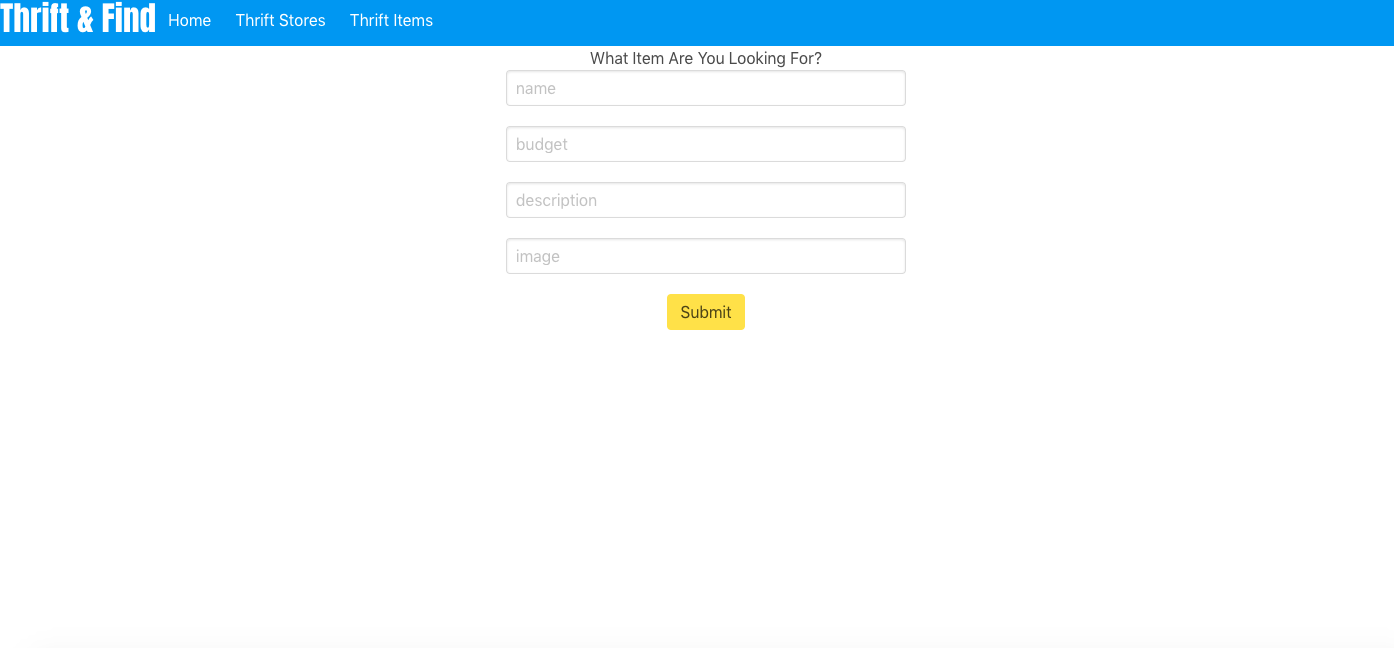 Thrift & Find Home Thrift Stores Thrift Items
What Item Are You Looking For?
name
budget
description
image
Submit